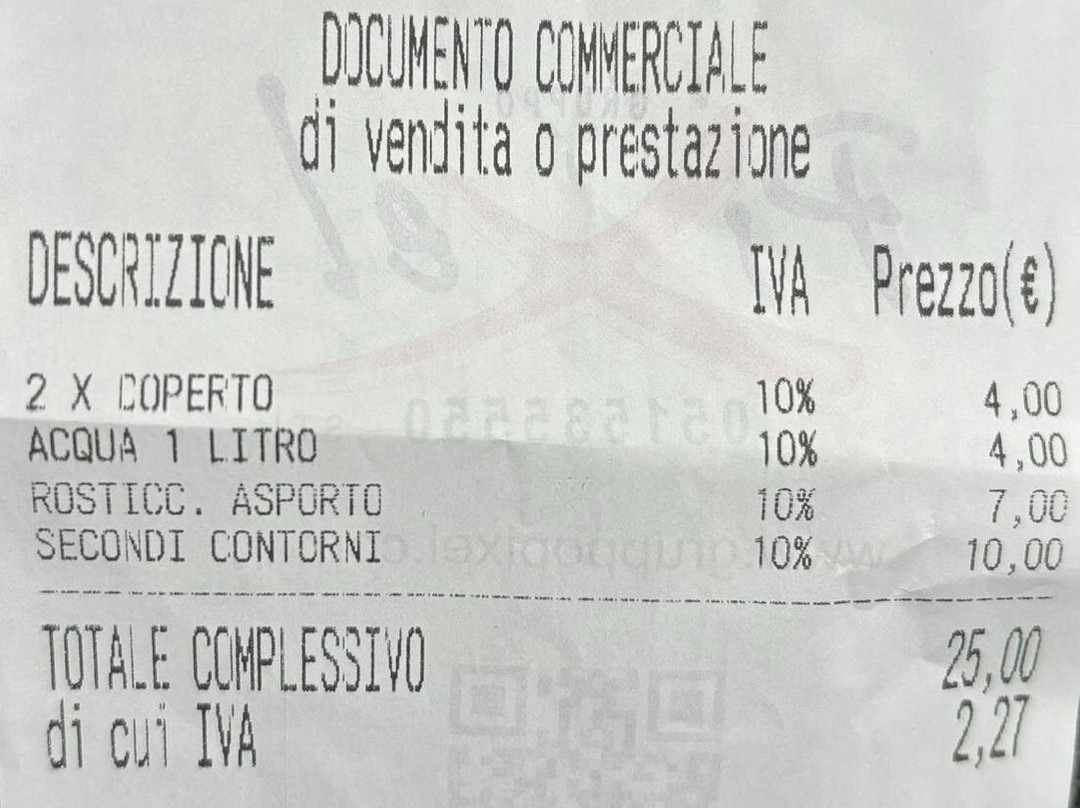 DOCUMENTO COMMERCIALE
di vendita o prestazione
DESCRIZIONE IVA Prezzo(€)
2 X COPERTO 10% 4,00
ACQUA 1 LITRO 10% 4,00
ROSTICC. ASPORTO 10% 7,00
SECONDI CONTORNI 10% 10,00
TOTALE COMPLESSIVO 25,00
di cui IVA 2,27